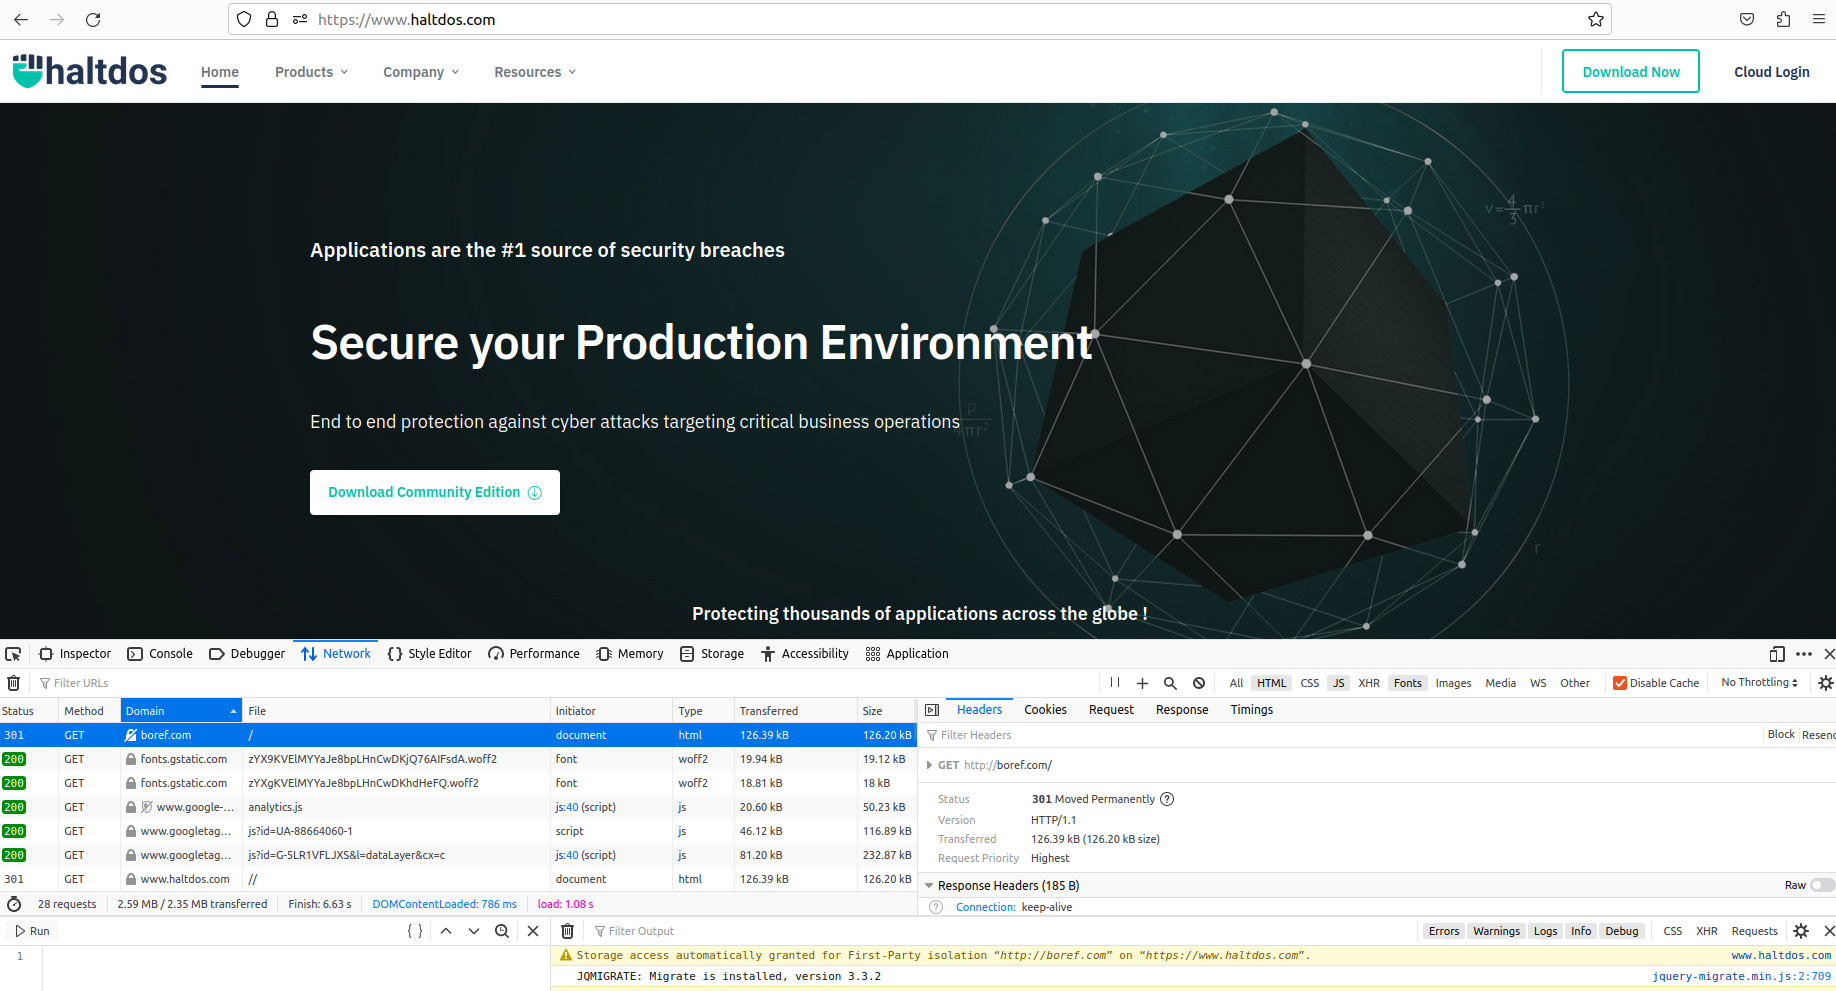 https://www.haltdos.com
haltdos Home Products Company Resources Download Now Cloud Login
v=4/3 πr³
Applications are the #1 source of security breaches
Secure your Production Environment
End to end protection against cyber attacks targeting critical business operations
Download Community Edition
r
Protecting thousands of applications across the globe !
Inspector Console Debugger Network Style Editor Performance Memory Storage Accessibility Application
Filter URLs All HTML CSS JS XHR Fonts Images Media WS Other Disable Cache No Throttling
Status Method Domain File Initiator Type Transferred Size
301 GET boref.com / document html 126.39 kB 126.20 kB
200 GET fonts.gstatic.com zYX9KVElMYYaJe8bpLHnCwDKjQ76AIFsdA.woff2 font woff2 19.94 kB 19.12 kB
200 GET fonts.gstatic.com zYXgKVElMYYaJe8bpLHnCwDKhdHeFQ.woff2 font woff2 18.81 kB 18 kB
200 GET www.google-... analytics.js js:40 (script) js 20.60 kB 50.23 kB
200 GET www.googletag... js?id=UA-88664060-1 script js 46.12 kB 116.89 kB
200 GET www.googletag... js?id=G-5LR1VFLJXS&l=dataLayer&cx=c js:40 (script) js 81.20 kB 232.87 kB
301 GET www.haltdos.com // document html 126.39 kB 126.20 kB
28 requests 2.59 MB / 2.35 MB transferred Finish: 6.63 s DOMContentLoaded: 786 ms load: 1.08 s
Headers Cookies Request Response Timings
Filter Headers Block Resend
GET http://boref.com/
Status 301 Moved Permanently
Version HTTP/1.1
Transferred 126.39 kB (126.20 kB size)
Request Priority Highest
Response Headers (185 B) Raw
Connection: keep-alive
Run
1
Filter Output Errors Warnings Logs Info Debug CSS XHR Requests
Storage access automatically granted for First-Party isolation “http://boref.com” on “https://www.haltdos.com”. www.haltdos.com
JQMIGRATE: Migrate is installed, version 3.3.2 jquery-migrate.min.js:2:709